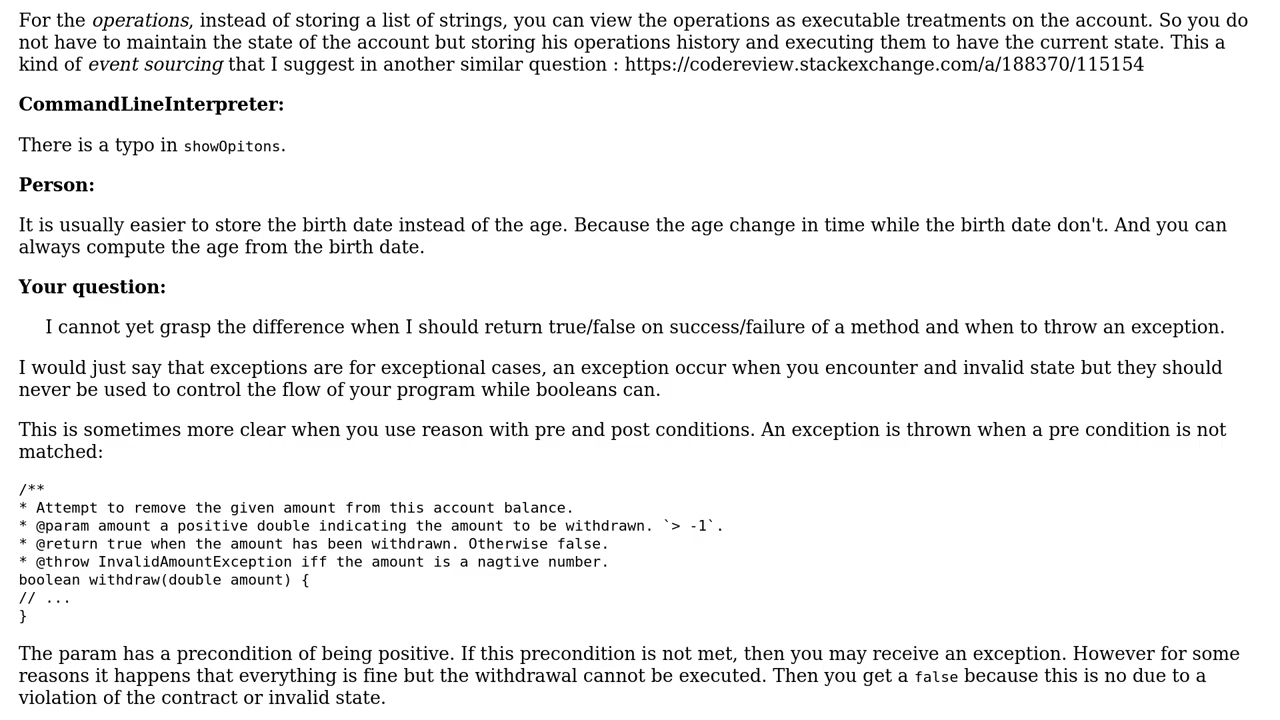 For the operations, instead of storing a list of strings, you can view the operations as executable treatments on the account. So you do
not have to maintain the state of the account but storing his operations history and executing them to have the current state. This a
kind of event sourcing that I suggest in another similar question : https://codereview.stackexchange.com/a/188370/115154
CommandLineInterpreter:
There is a typo in showOpitons.
Person:
It is usually easier to store the birth date instead of the age. Because the age change in time while the birth date don't. And you can
always compute the age from the birth date.
Your question:
I cannot yet grasp the difference when I should return true/false on success/failure of a method and when to throw an exception.
I would just say that exceptions are for exceptional cases, an exception occur when you encounter and invalid state but they should
never be used to control the flow of your program while booleans can.
This is sometimes more clear when you use reason with pre and post conditions. An exception is thrown when a pre condition is not
matched:
/**
* Attempt to remove the given amount from this account balance.
* @param amount a positive double indicating the amount to be withdrawn. `> -1`.
* @return true when the amount has been withdrawn. Otherwise false.
* @throw InvalidAmountException iff the amount is a nagtive number.
boolean withdraw(double amount) {
// ...
}
The param has a precondition of being positive. If this precondition is not met, then you may receive an exception. However for some
reasons it happens that everything is fine but the withdrawal cannot be executed. Then you get a false because this is no due to a
violation of the contract or invalid state.